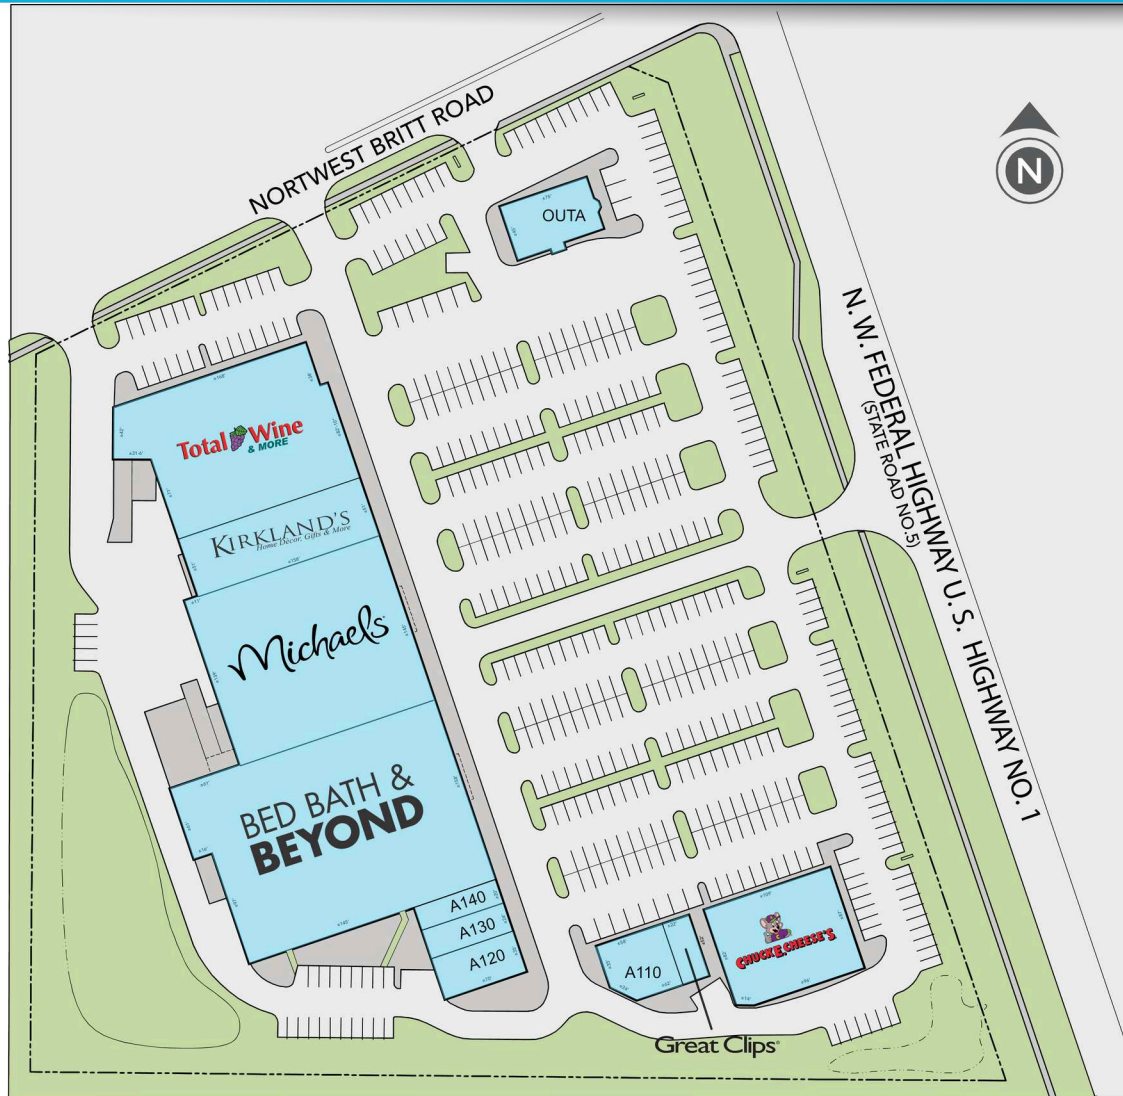 NORTWEST BRITT ROAD
N
OUTA
N. W. FEDERAL HIGHWAY U. S. HIGHWAY NO. 1
(STATE ROAD NO.5)
Total Wine
& MORE
KIRKLAND'S
Home Décor, Gifts & More
Michaels
BED BATH &
BEYOND
A140
A130
A120
A110
CHUCK E. CHEESE'S
Great Clips